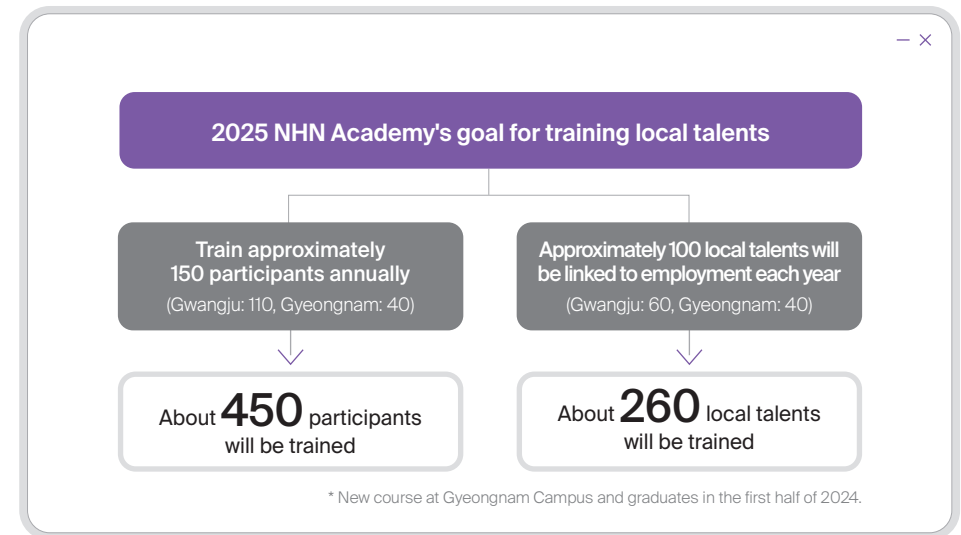 2025 NHN Academy's goal for training local talents
Train approximately
150 participants annually
(Gwangju: 110, Gyeongnam: 40)
Approximately 100 local talents will
be linked to employment each year
(Gwangju: 60, Gyeongnam: 40)
About 450 participants
will be trained
About 260 local talents
will be trained
* New course at Gyeongnam Campus and graduates in the first half of 2024.